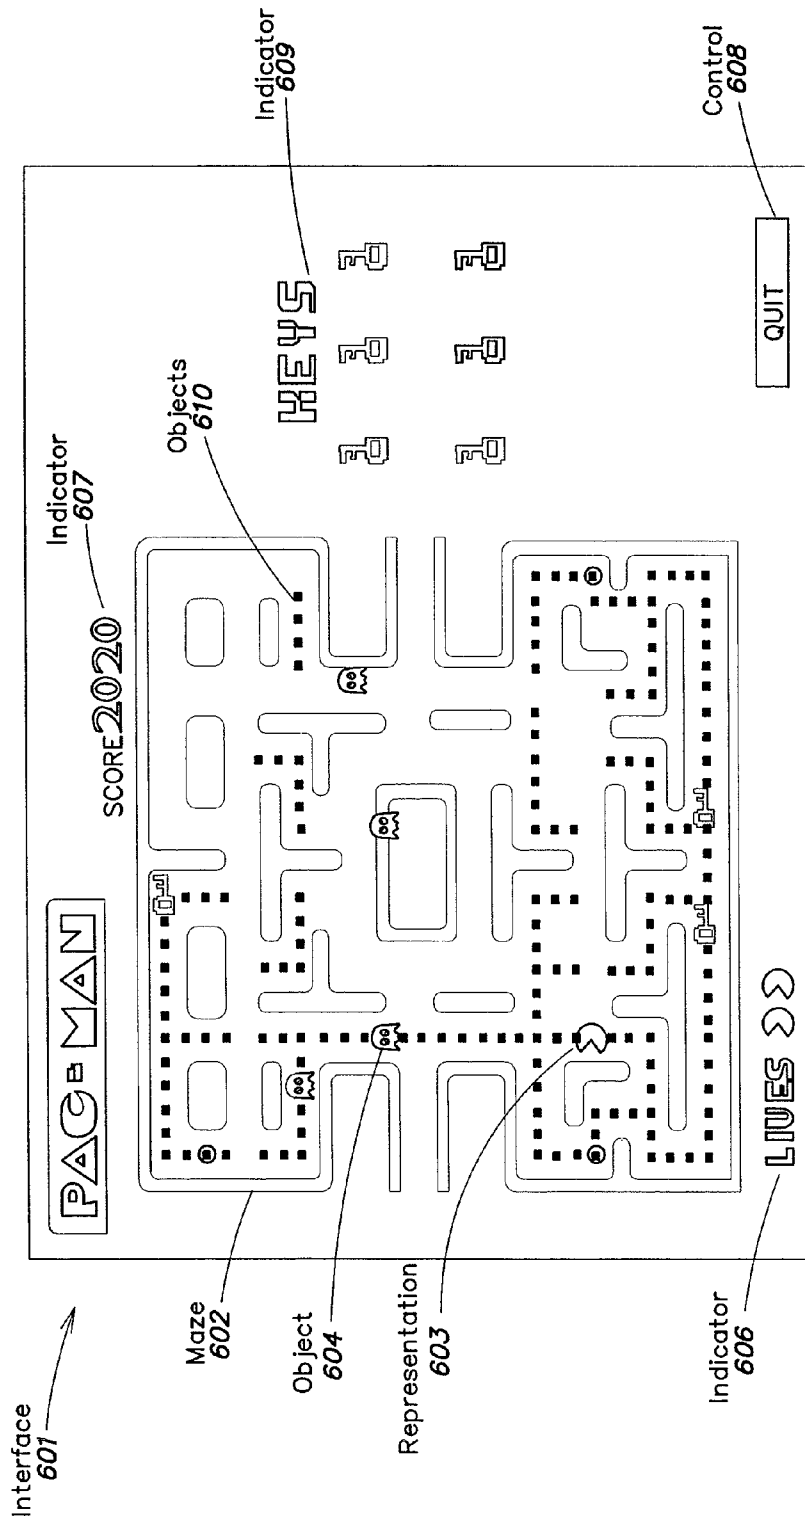 Interface
601
PAC-MAN
SCORE 2020
Indicator
607
Objects
610
KEYS
Indicator
609
Maze
602
Object
604
Representation
603
Indicator
606
LIVES
QUIT
Control
608